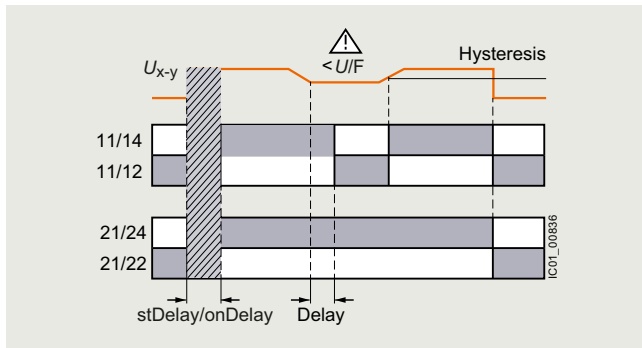 < U/F
Hysteresis
Ux-y
11/14
11/12
21/24
21/22
IC01_00836
stDelay/onDelay
Delay